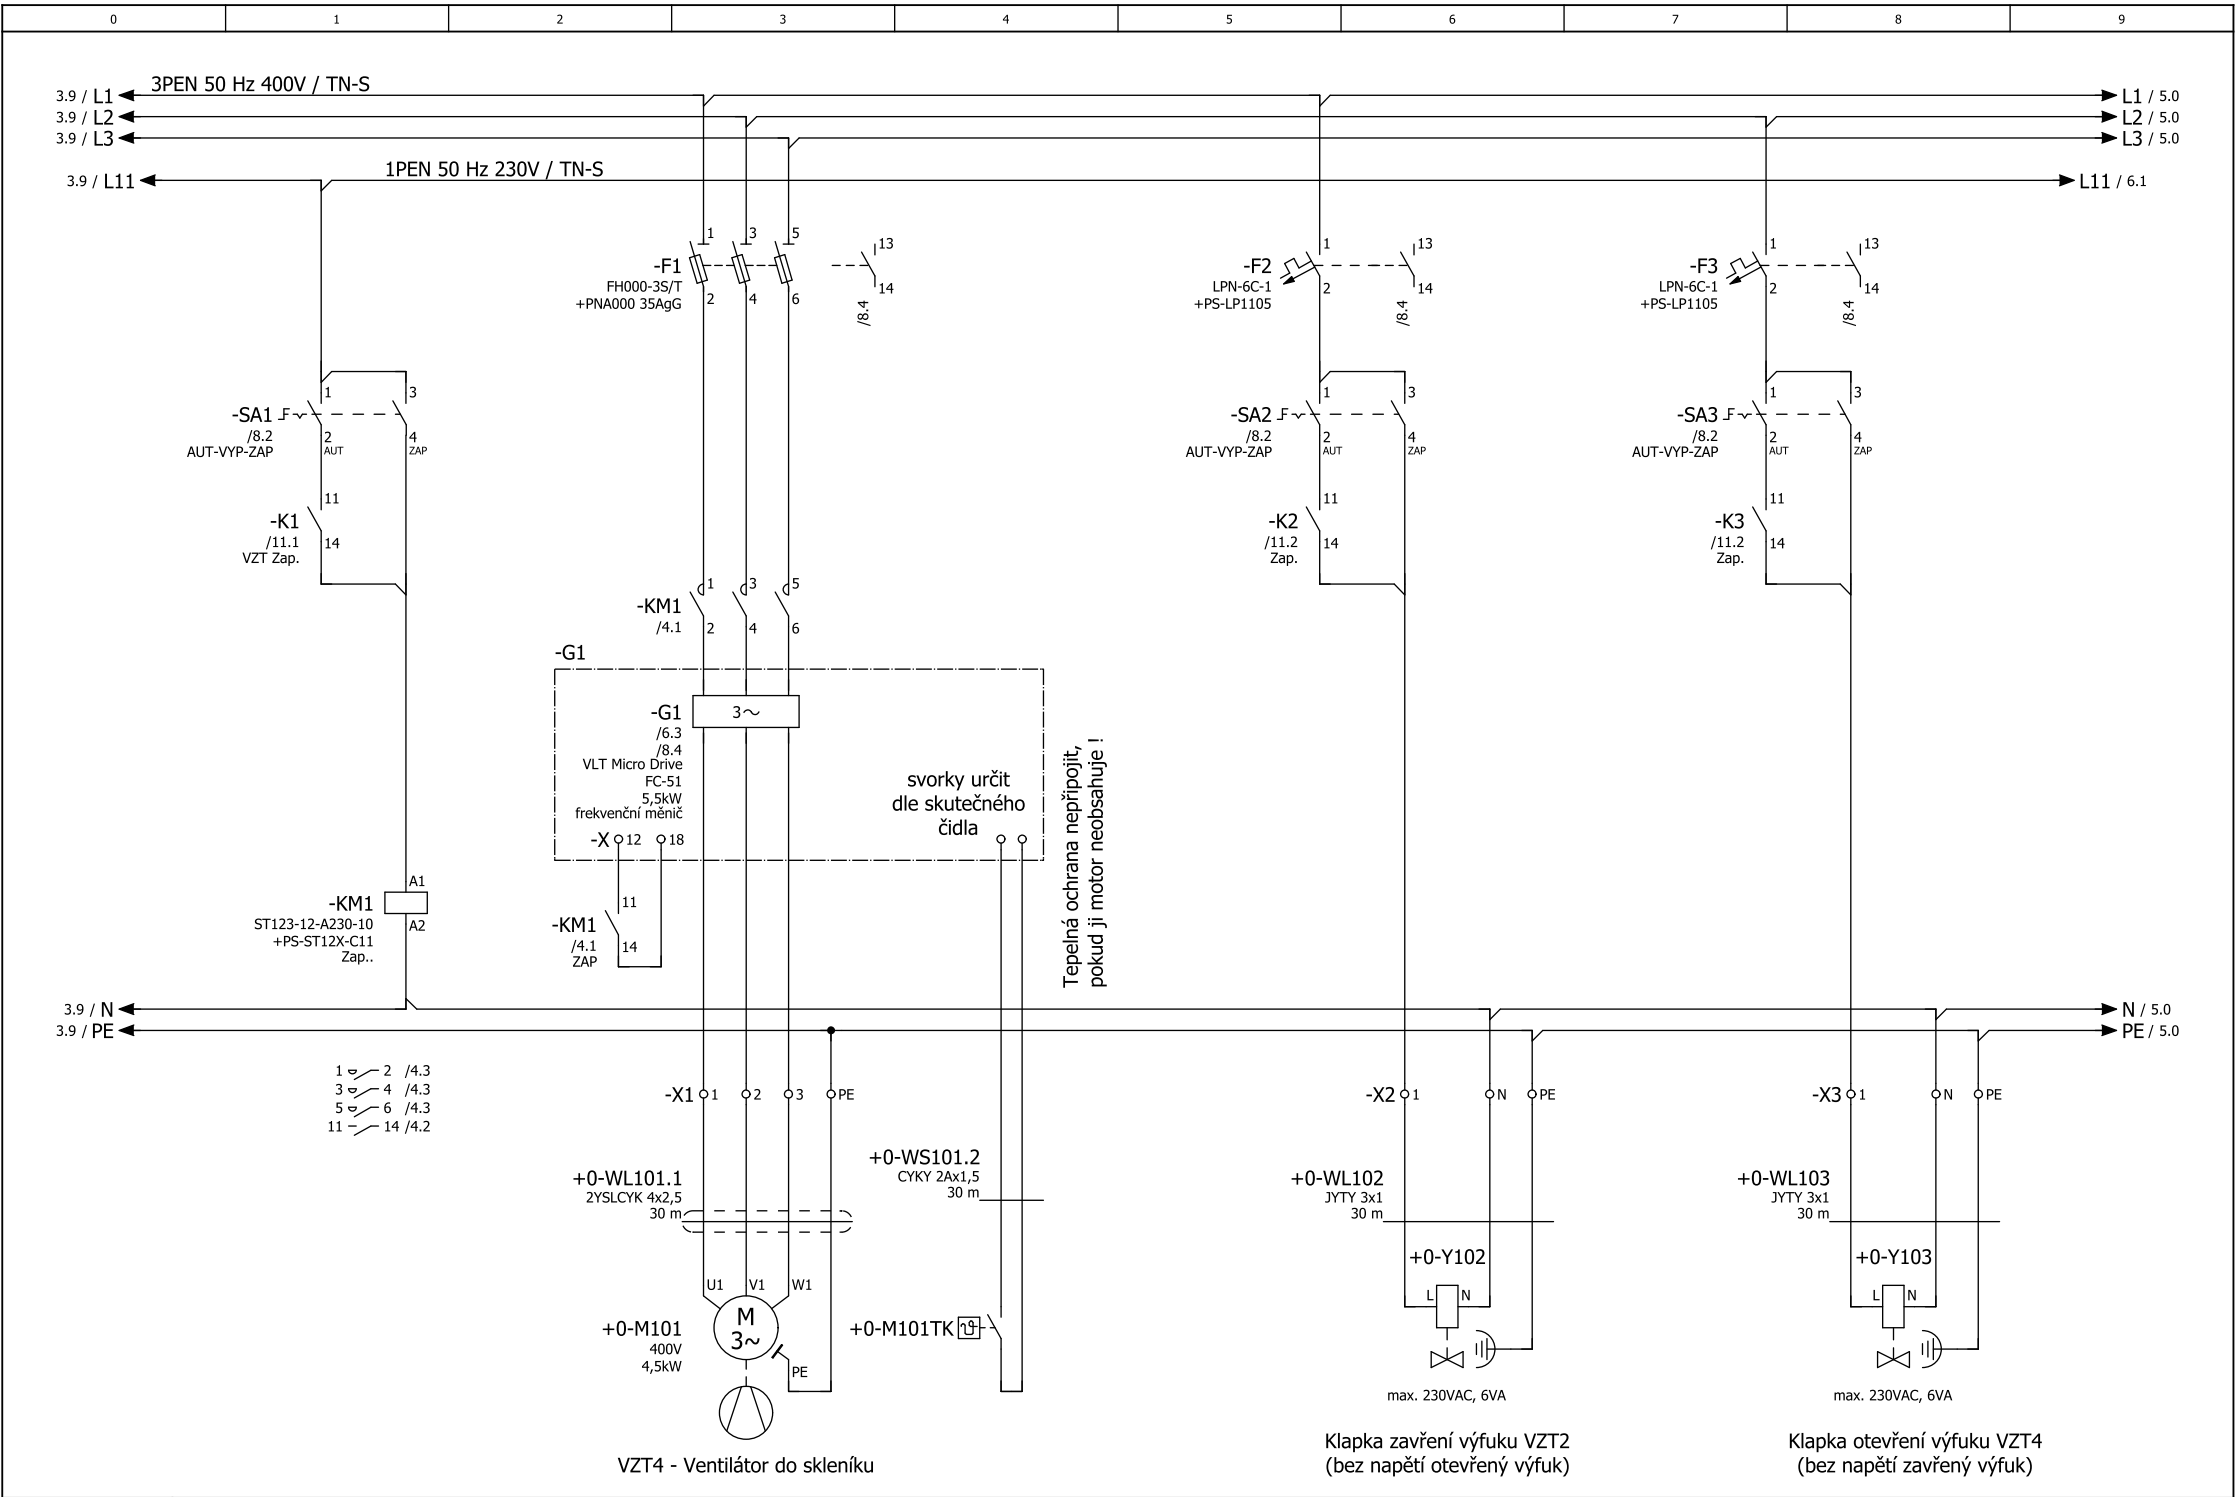 0 1 2 3 4 5 6 7 8 9
3PEN 50 Hz 400V / TN-S
3.9 / L1
L1 / 5.0
3.9 / L2
L2 / 5.0
3.9 / L3
L3 / 5.0
1PEN 50 Hz 230V / TN-S
3.9 / L11
L11 / 6.1
-SA1
/8.2
AUT-VYP-ZAP
1
2
AUT
3
4
ZAP
-K1
/11.1
VZT Zap.
11
14
-KM1
ST123-12-A230-10
+PS-ST12X-C11
Zap..
A1
A2
-F1
FH000-3S/T
+PNA000 35AgG
1 3 5
2 4 6
13
14
/8.4
-KM1
/4.1
1 3 5
2 4 6
-G1
-G1
/6.3
/8.4
VLT Micro Drive
FC-51
5,5kW
frekvenční měnič
3~
-X 12 18
svorky určit
dle skutečného
čidla
Tepelná ochrana nepřipojit,
pokud ji motor neobsahuje !
-KM1
/4.1
ZAP
11
14
-F2
LPN-6C-1
+PS-LP1105
1
2
13
14
/8.4
-SA2
/8.2
AUT-VYP-ZAP
1
2
AUT
3
4
ZAP
-K2
/11.2
Zap.
11
14
-F3
LPN-6C-1
+PS-LP1105
1
2
13
14
/8.4
-SA3
/8.2
AUT-VYP-ZAP
1
2
AUT
3
4
ZAP
-K3
/11.2
Zap.
11
14
3.9 / N
N / 5.0
3.9 / PE
PE / 5.0
1 2 /4.3
3 4 /4.3
5 6 /4.3
11 14 /4.2
-X1 1 2 3 PE
+0-WL101.1
2YSLCYK 4x2,5
30 m
+0-WS101.2
CYKY 2Ax1,5
30 m
U1 V1 W1
M
3~
PE
+0-M101
400V
4,5kW
+0-M101TK
VZT4 - Ventilátor do skleníku
-X2 1 N PE
+0-WL102
JYTY 3x1
30 m
+0-Y102
L N
max. 230VAC, 6VA
Klapka zavření výfuku VZT2
(bez napětí otevřený výfuk)
-X3 1 N PE
+0-WL103
JYTY 3x1
30 m
+0-Y103
L N
max. 230VAC, 6VA
Klapka otevření výfuku VZT4
(bez napětí zavřený výfuk)